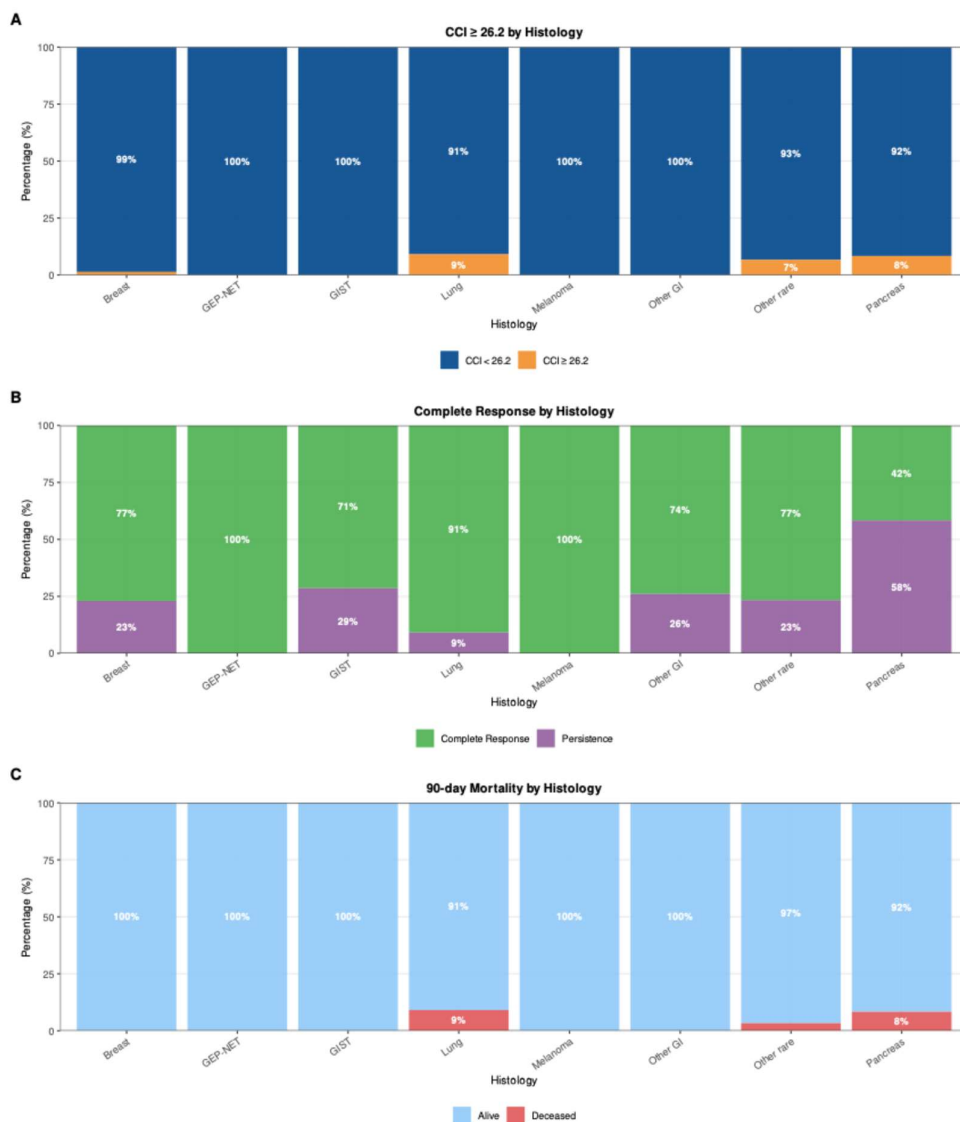 A
CCI ≥ 26.2 by Histology
Percentage (%)
100
75
50
25
0
99%
100%
100%
91%
9%
100%
100%
93%
7%
92%
8%
Breast
GEP-NET
GIST
Lung
Melanoma
Other GI
Other rare
Pancreas
Histology
CCI < 26.2
CCI ≥ 26.2
B
Complete Response by Histology
Percentage (%)
100
75
50
25
0
77%
23%
100%
71%
29%
91%
9%
100%
74%
26%
77%
23%
42%
58%
Breast
GEP-NET
GIST
Lung
Melanoma
Other GI
Other rare
Pancreas
Histology
Complete Response
Persistence
C
90-day Mortality by Histology
Percentage (%)
100
75
50
25
0
100%
100%
100%
91%
9%
100%
100%
97%
92%
8%
Breast
GEP-NET
GIST
Lung
Melanoma
Other GI
Other rare
Pancreas
Histology
Alive
Deceased